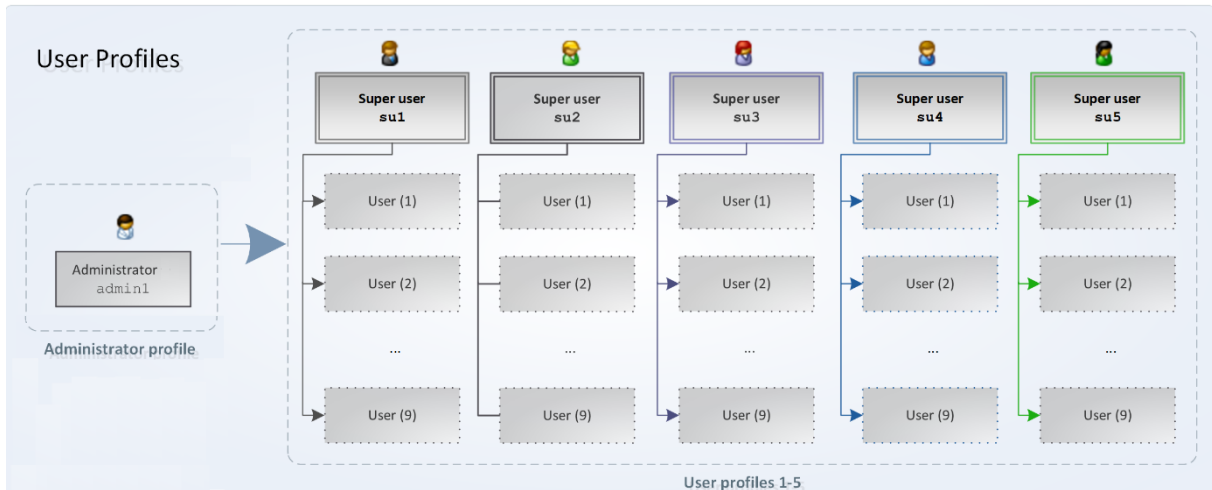 User Profiles
Super user
su1
Super user
su2
Super user
su3
Super user
su4
Super user
su5
User (1)
User (1)
User (1)
User (1)
User (1)
Administrator
admin1
User (2)
User (2)
User (2)
User (2)
User (2)
Administrator profile
...
...
...
...
...
User (9)
User (9)
User (9)
User (9)
User (9)
User profiles 1-5